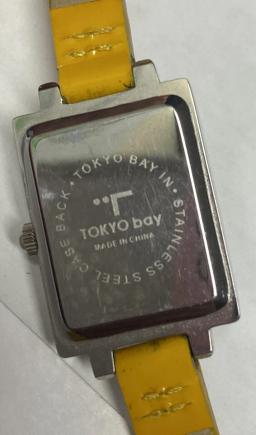 • TOKYO BAY IN • STAINLESS STEEL CASE BACK
TOKYO bay
MADE IN CHINA